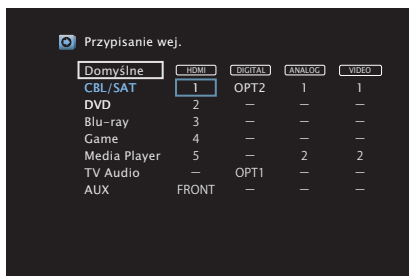 Przypisanie wej.
Domyślne HDMI DIGITAL ANALOG VIDEO
CBL/SAT 1 OPT2 1 1
DVD 2 – – –
Blu-ray 3 – – –
Game 4 – – –
Media Player 5 – 2 2
TV Audio – OPT1 – –
AUX FRONT – – –